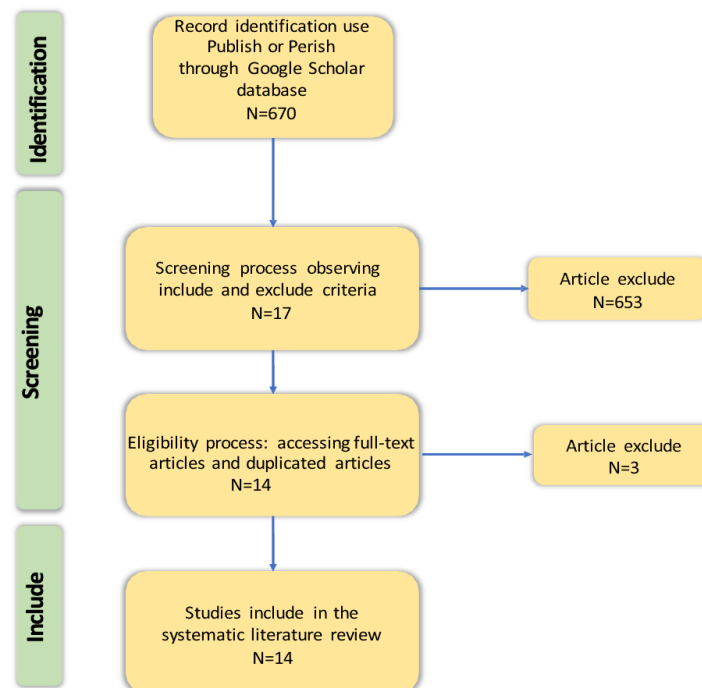 Identification
Record identification use
Publish or Perish
through Google Scholar
database
N=670
Screening
Screening process observing
include and exclude criteria
N=17
Article exclude
N=653
Eligibility process: accessing full-text
articles and duplicated articles
N=14
Article exclude
N=3
Include
Studies include in the
systematic literature review
N=14